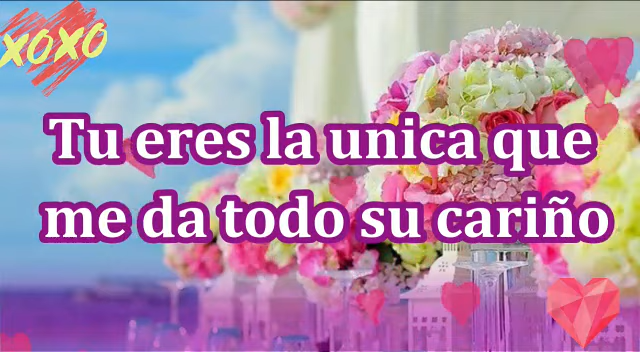 XOXO
Tu eres la unica que
me da todo su cariño